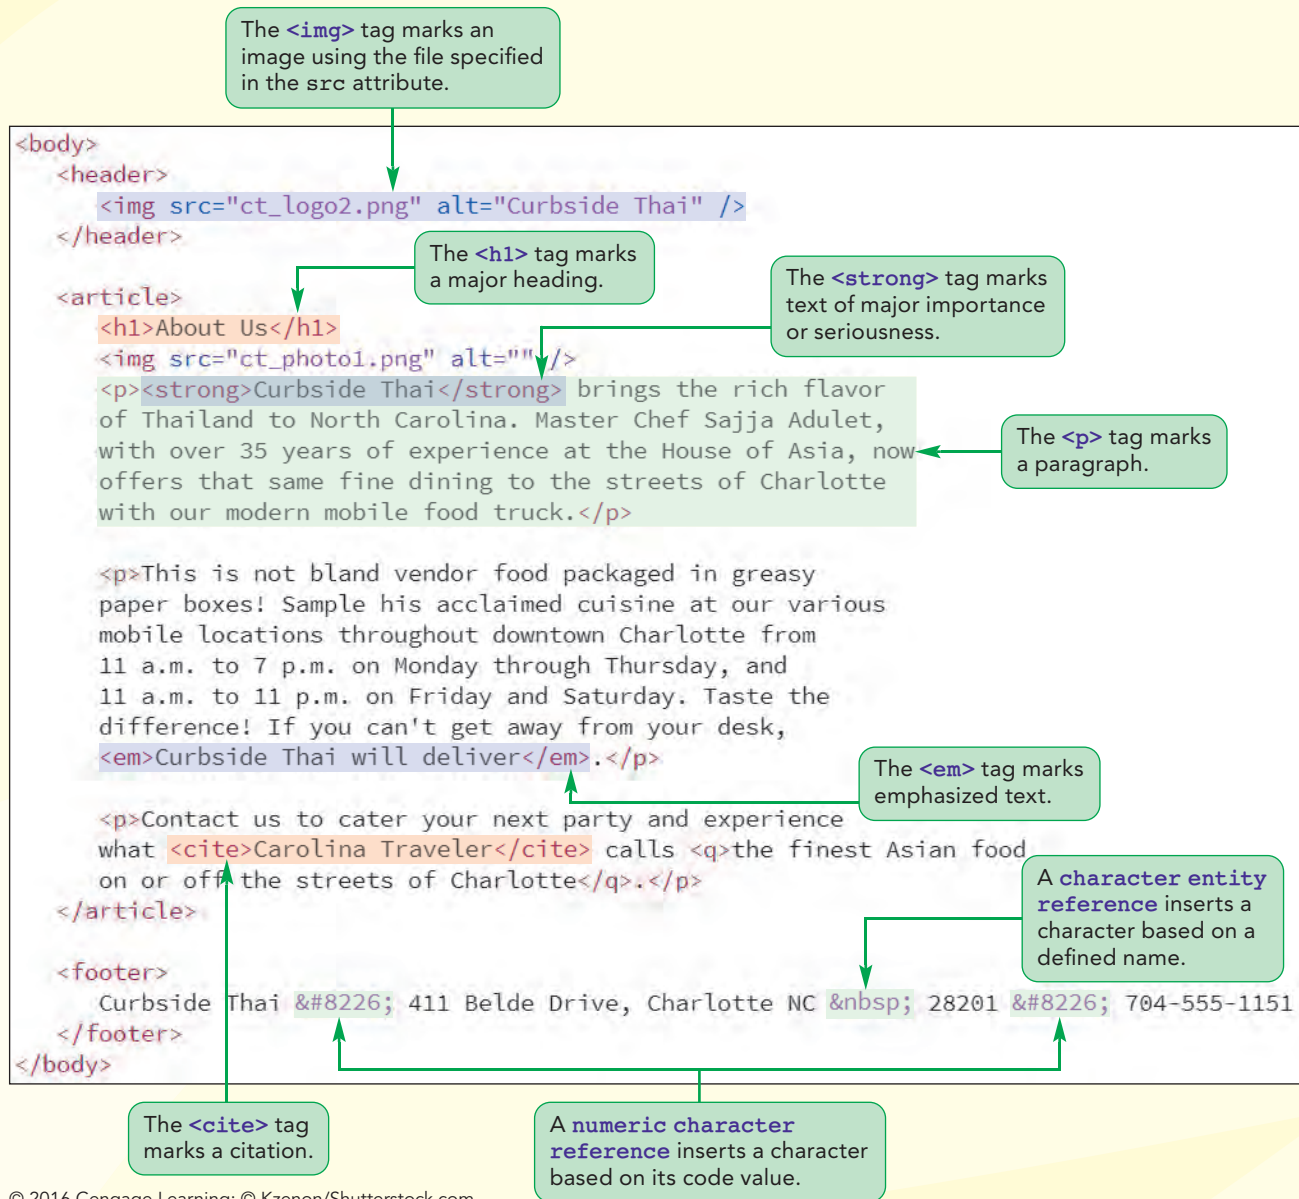 The <img> tag marks an
image using the file specified
in the src attribute.
<body>
<header>
<img src="ct_logo2.png" alt="Curbside Thai" />
</header>
The <h1> tag marks
a major heading.
The <strong> tag marks
text of major importance
or seriousness.
<article>
<h1>About Us</h1>
<img src="ct_photo1.png" alt="" />
<p><strong>Curbside Thai</strong> brings the rich flavor
of Thailand to North Carolina. Master Chef Sajja Adulet,
with over 35 years of experience at the House of Asia, now
offers that same fine dining to the streets of Charlotte
with our modern mobile food truck.</p>
The <p> tag marks
a paragraph.
<p>This is not bland vendor food packaged in greasy
paper boxes! Sample his acclaimed cuisine at our various
mobile locations throughout downtown Charlotte from
11 a.m. to 7 p.m. on Monday through Thursday, and
11 a.m. to 11 p.m. on Friday and Saturday. Taste the
difference! If you can't get away from your desk,
<em>Curbside Thai will deliver</em>.</p>
The <em> tag marks
emphasized text.
<p>Contact us to cater your next party and experience
what <cite>Carolina Traveler</cite> calls <q>the finest Asian food
on or off the streets of Charlotte</q>.</p>
</article>
A character entity
reference inserts a
character based on a
defined name.
<footer>
Curbside Thai &#8226; 411 Belde Drive, Charlotte NC &nbsp; 28201 &#8226; 704-555-1151
</footer>
</body>
The <cite> tag
marks a citation.
A numeric character
reference inserts a character
based on its code value.
© 2016 Cengage Learning; © Kzenon/Shutterstock.com